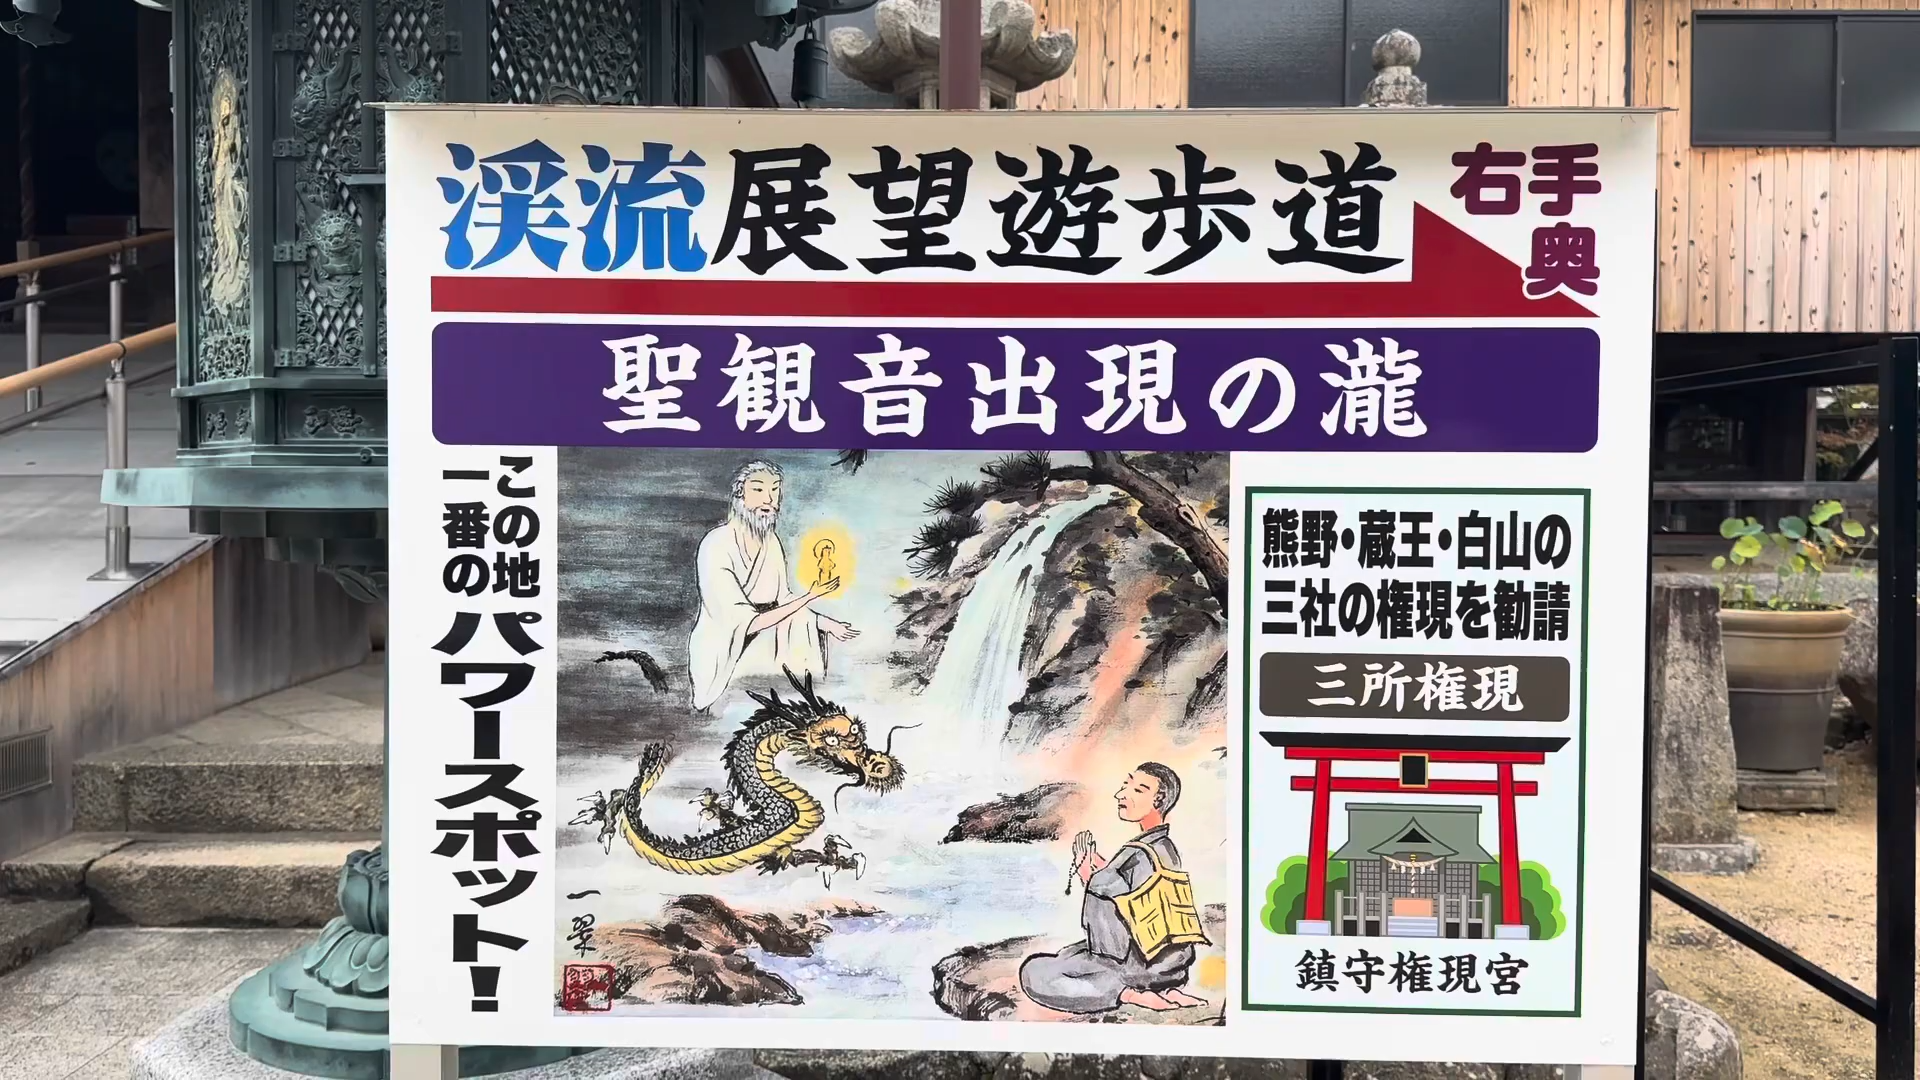 渓流展望遊歩道
右手
奥
聖観音出現の瀧
この地
一番の
パワースポット!
熊野・蔵王・白山の
三社の権現を勧請
三所権現
鎮守権現宮
一翠